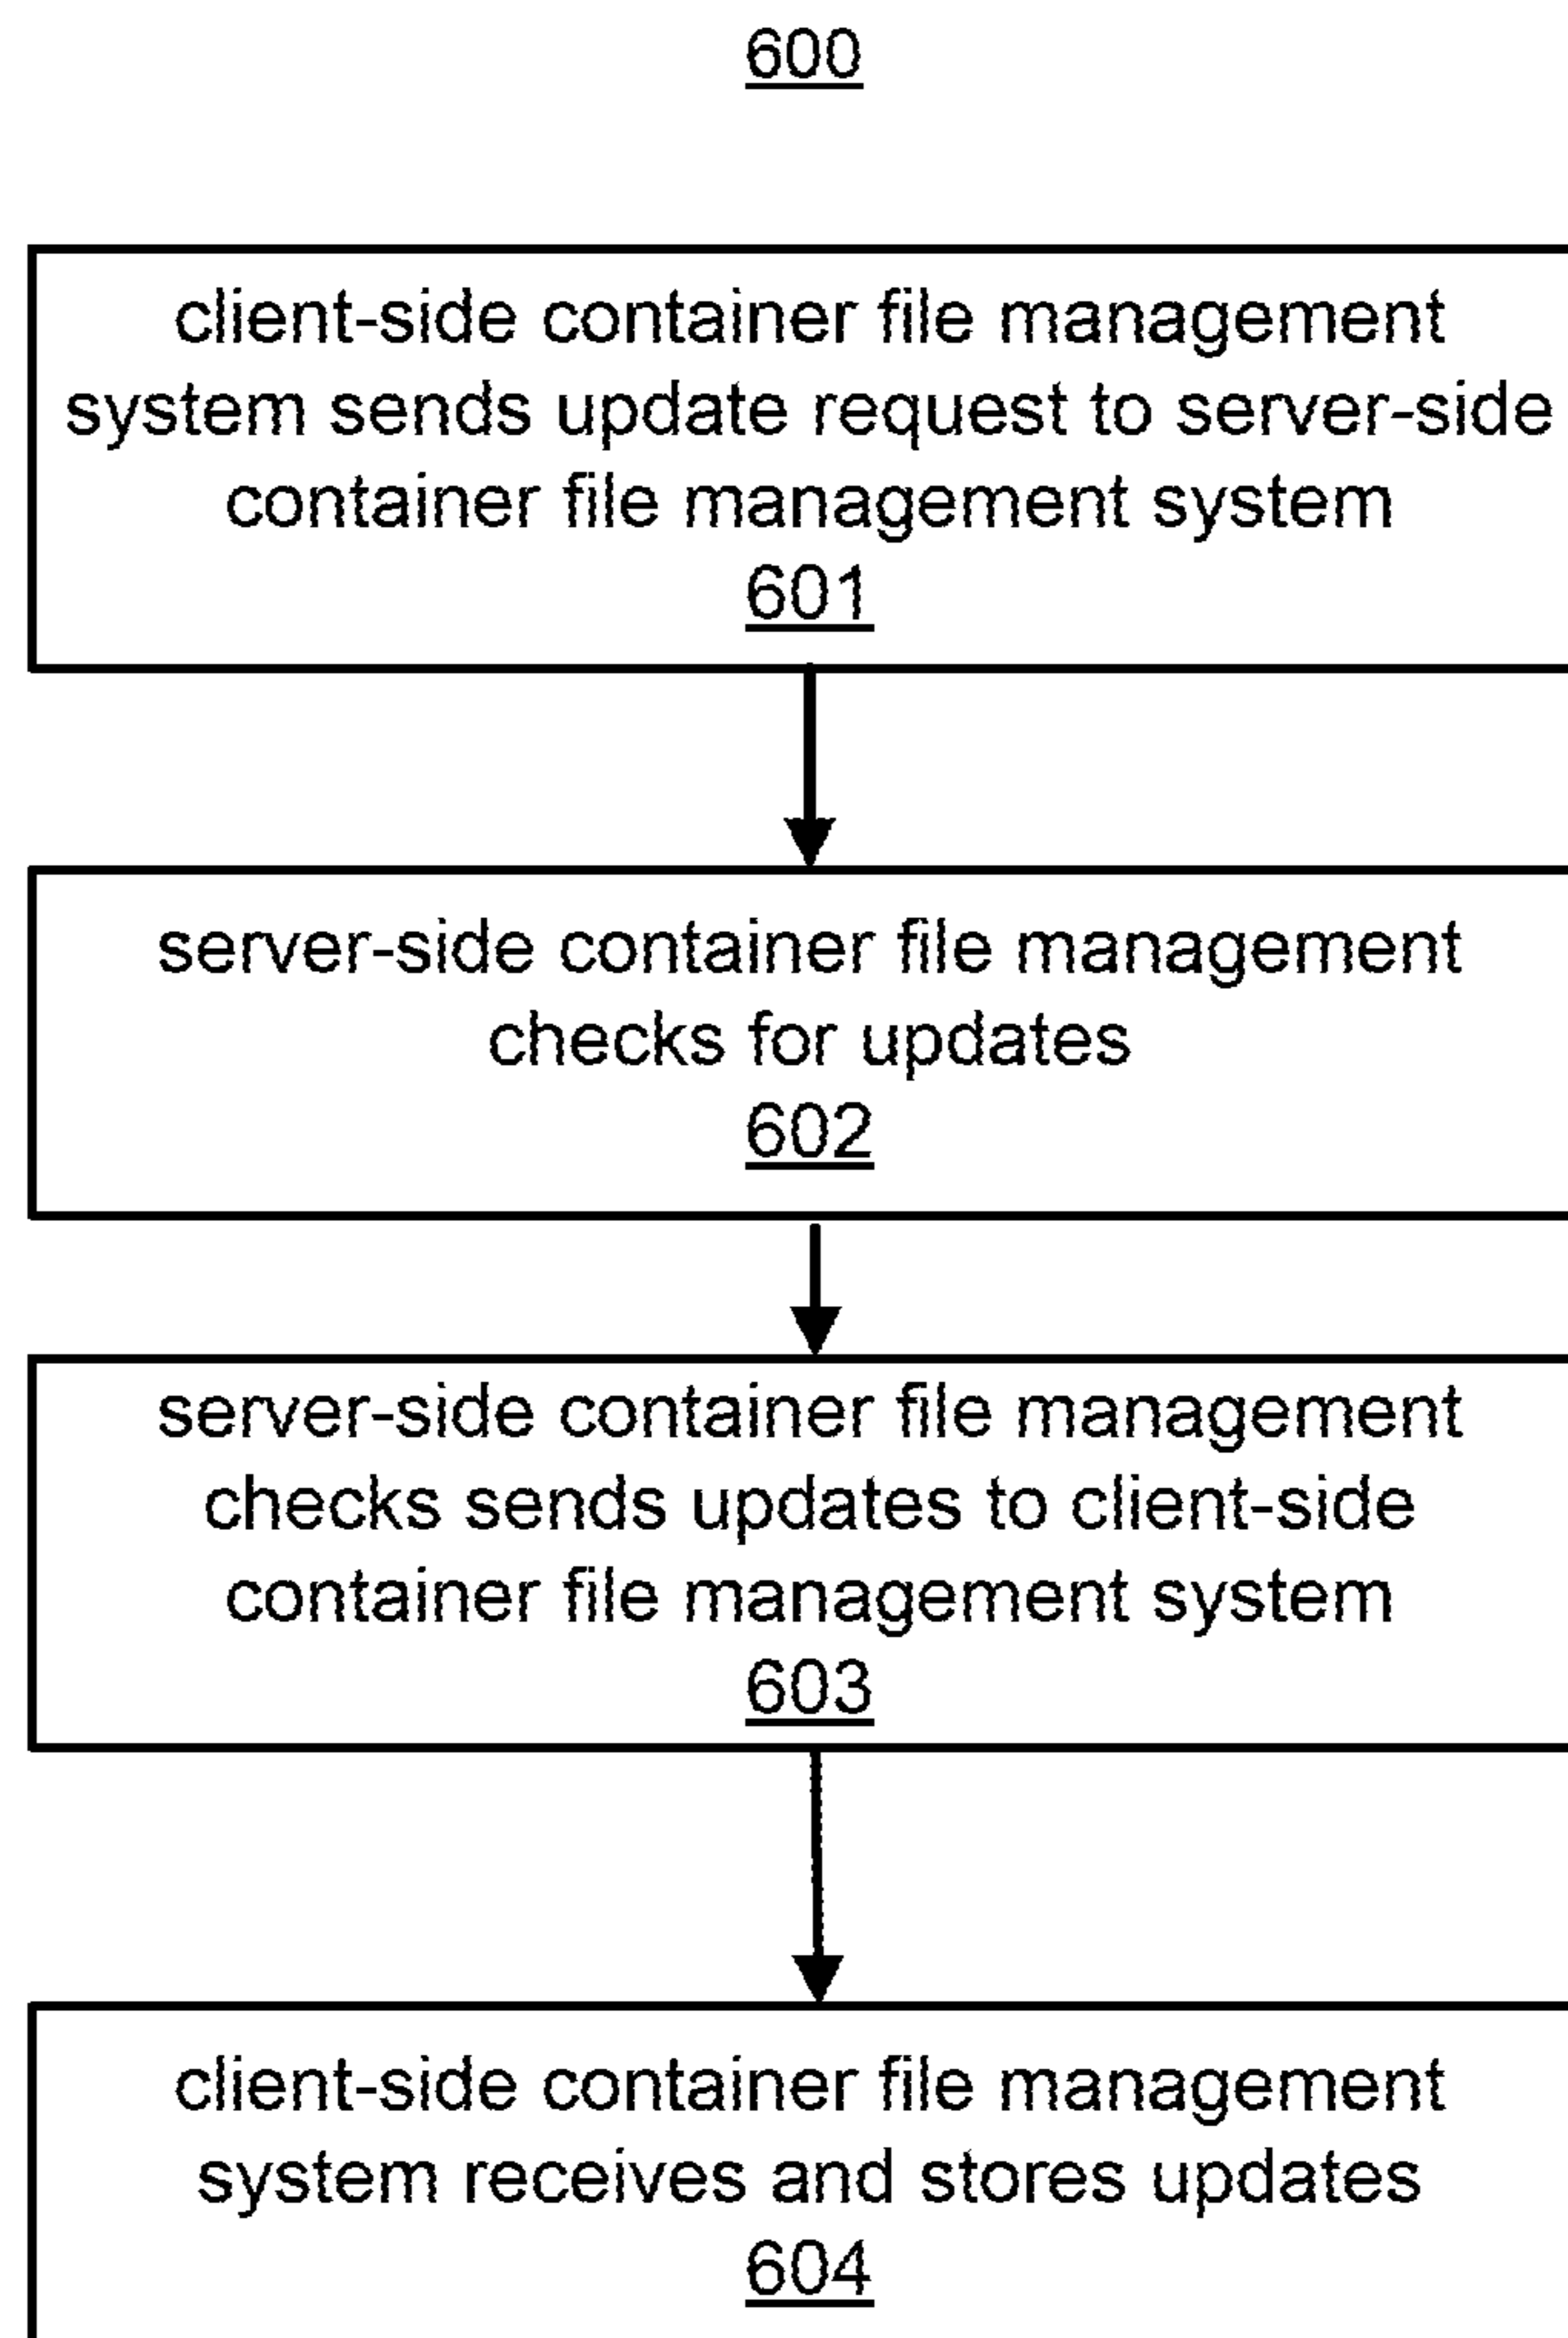 600
client-side container file management
system sends update request to server-side
container file management system
601
server-side container file management
checks for updates
602
server-side container file management
checks sends updates to client-side
container file management system
603
client-side container file management
system receives and stores updates
604